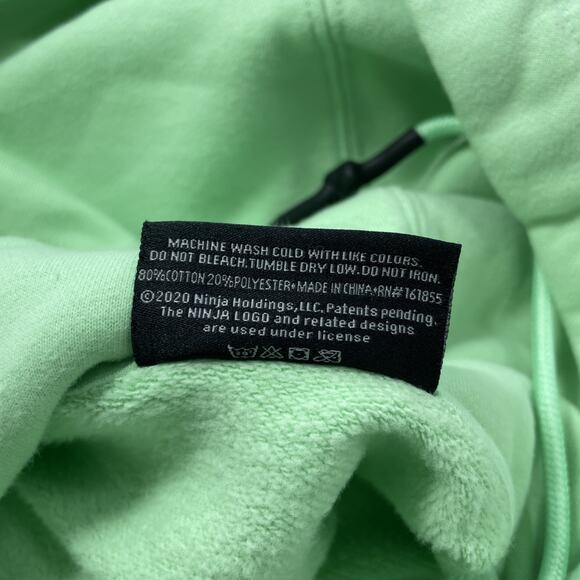 MACHINE WASH COLD WITH LIKE COLORS.
DO NOT BLEACH.TUMBLE DRY LOW.DO NOT IRON.
80%COTTON 20%POLYESTER•MADE IN CHINA•RN#161855
©2020 Ninja Holdings, LLC. Patents pending.
The NINJA LOGO and related designs
are used under license